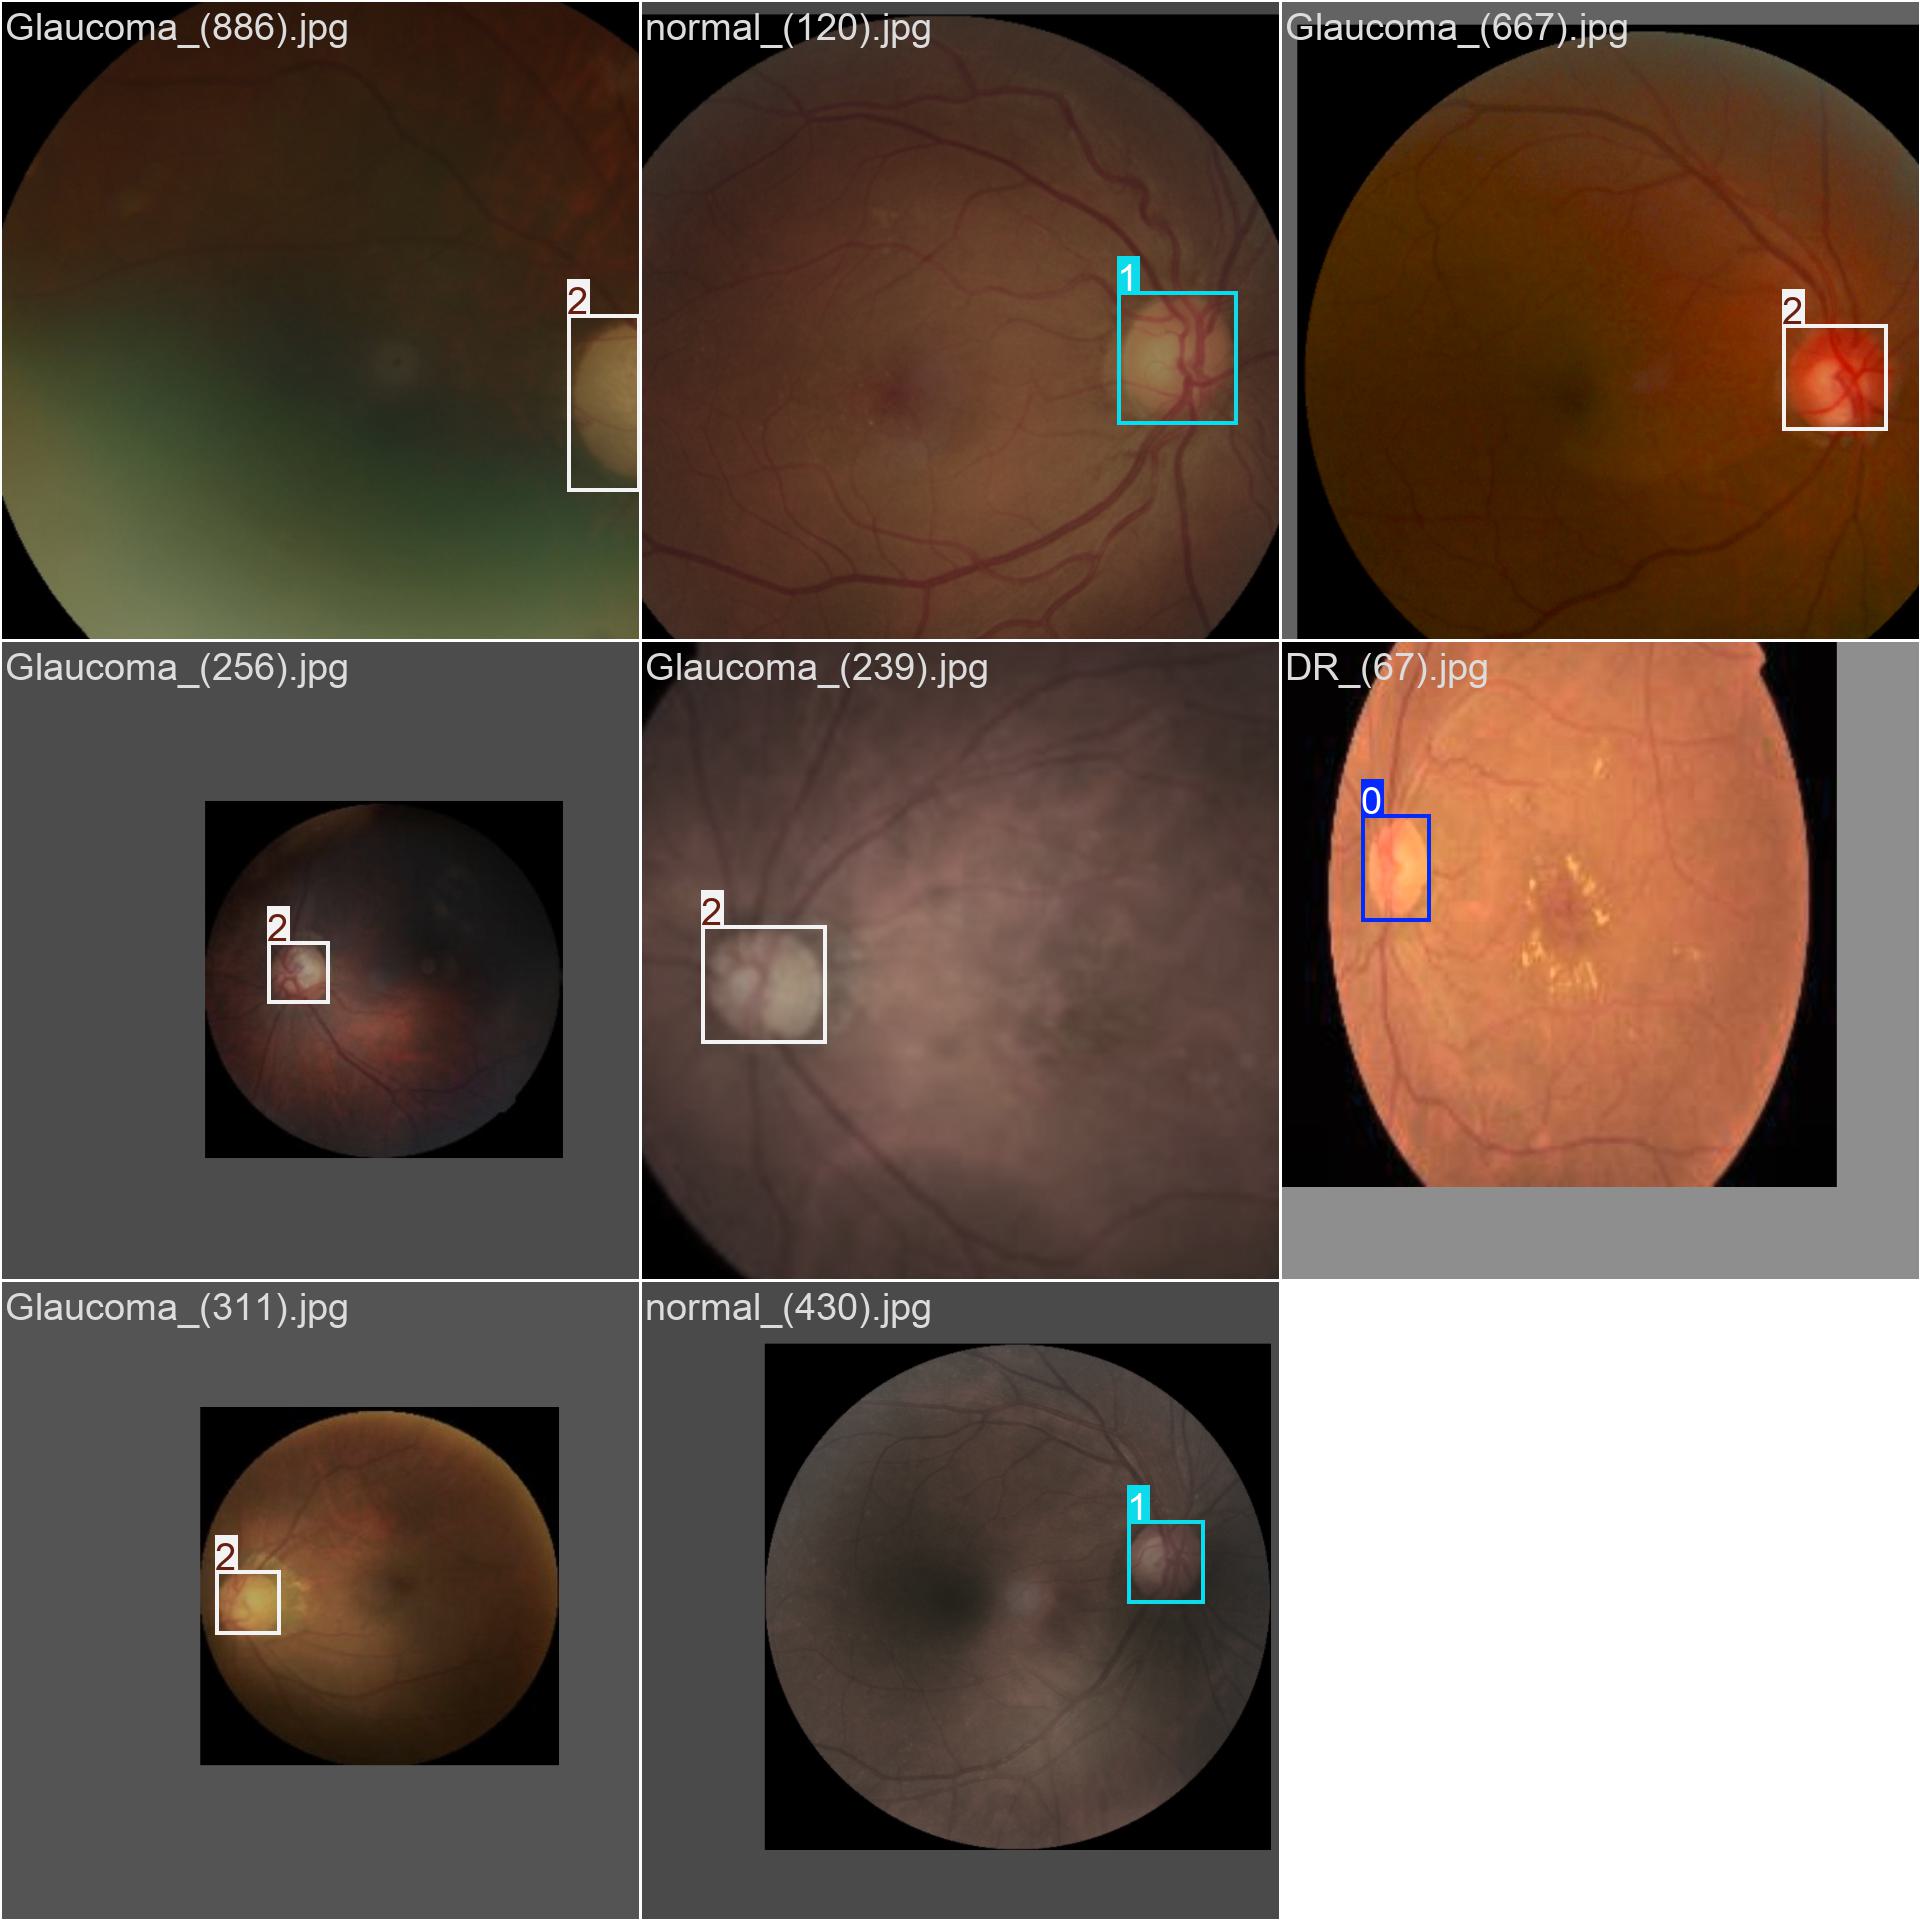 Glaucoma_(886).jpg
2
normal_(120).jpg
1
Glaucoma_(667).jpg
2
Glaucoma_(256).jpg
2
Glaucoma_(239).jpg
2
DR_(67).jpg
0
Glaucoma_(311).jpg
2
normal_(430).jpg
1